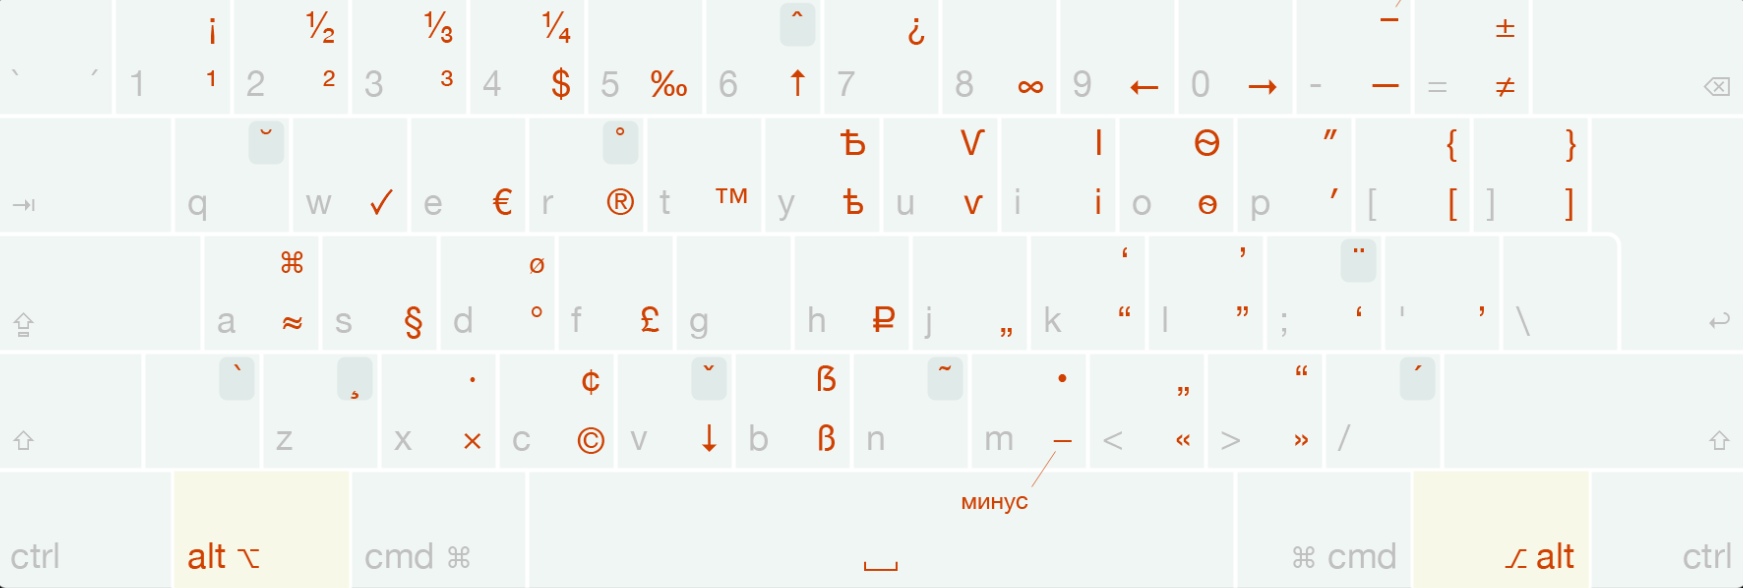 ¡ ½ ⅓ ¼ ˆ ¿ – ±
` ´ 1 ¹ 2 ² 3 ³ 4 $ 5 ‰ 6 ↑ 7 8 ∞ 9 ← 0 → - — = ≠ ⌫
˘ ˚ Ѣ Ѵ І Ѳ ″ { }
⇥ q w ✓ e € r ® t ™ y ѣ u ѵ i і o ѳ p ′ [ [ ] ]
⌘ ø ‘ ’ ¨
⇪ a ≈ s § d ° f £ g h ₽ j „ k “ l ” ; ‘ ' ’ \ ↩
` ¸ · ¢ ˇ ẞ ˜ • „ “ ´
⇧ z x × c © v ↓ b ß n m − < « > » / ⇧
минус
ctrl alt ⌥ cmd ⌘ ⌘ cmd ⌥ alt ctrl